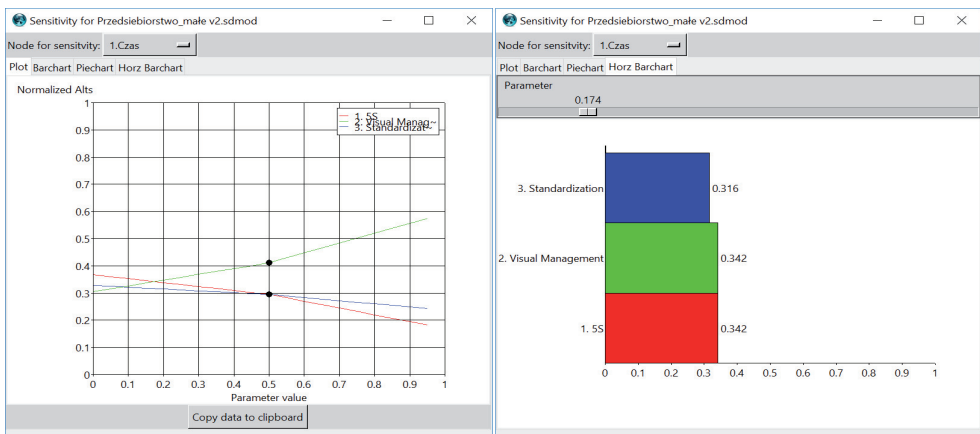 Sensitivity for Przedsiebiorstwo_małe v2.sdmod
Node for sensitvity: 1.Czas
Plot Barchart Piechart Horz Barchart
Normalized Alts
1
0.9
0.8
0.7
0.6
0.5
0.4
0.3
0.2
0.1
0
0 0.1 0.2 0.3 0.4 0.5 0.6 0.7 0.8 0.9 1
Parameter value
1. 5S
2. Visual Manag~
3. Standardizat~
Copy data to clipboard
Sensitivity for Przedsiebiorstwo_małe v2.sdmod
Node for sensitvity: 1.Czas
Plot Barchart Piechart Horz Barchart
Parameter
0.174
3. Standardization 0.316
2. Visual Management 0.342
1. 5S 0.342
0 0.1 0.2 0.3 0.4 0.5 0.6 0.7 0.8 0.9 1